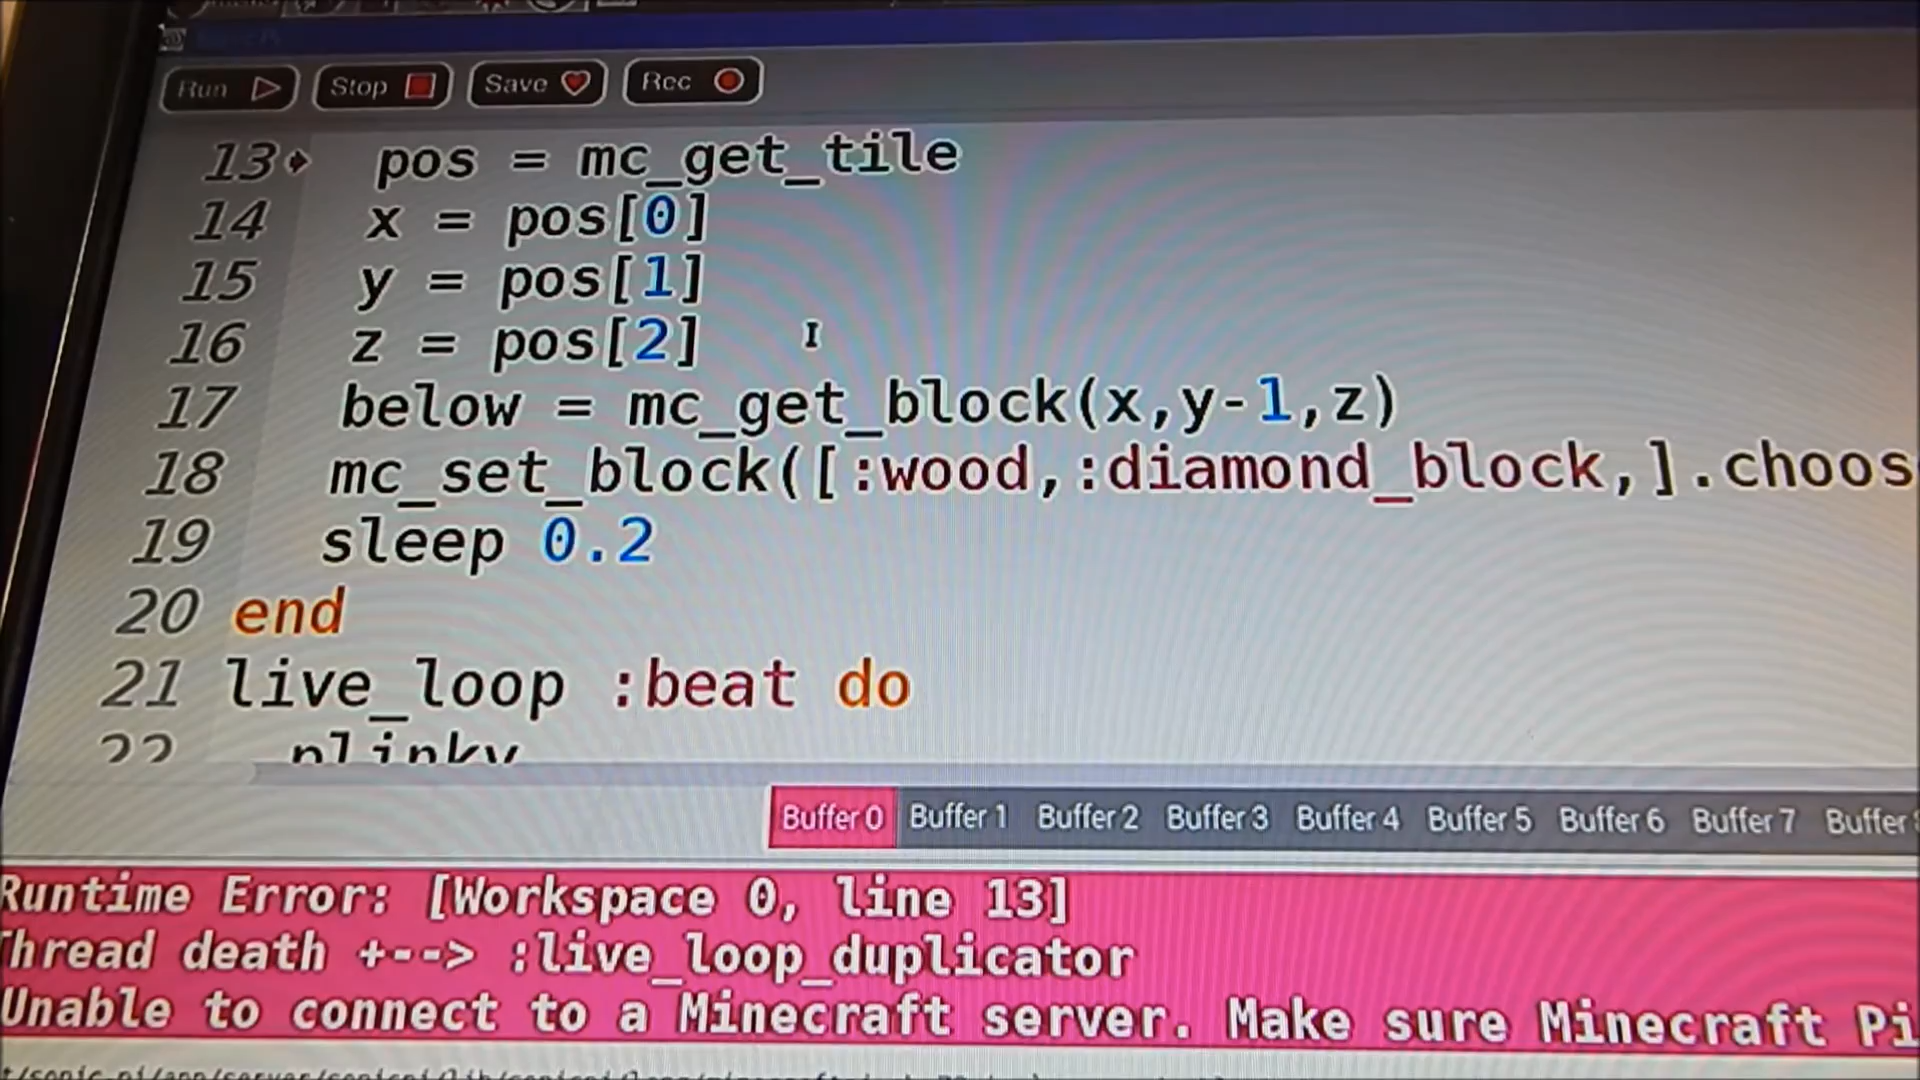 Run Stop Save Rec
13 pos = mc_get_tile
14 x = pos[0]
15 y = pos[1]
16 z = pos[2]
17 below = mc_get_block(x,y-1,z)
18 mc_set_block([:wood,:diamond_block,].choos
19 sleep 0.2
20 end
21 live_loop :beat do
22 plinky
Buffer 0 Buffer 1 Buffer 2 Buffer 3 Buffer 4 Buffer 5 Buffer 6 Buffer 7 Buffer
Runtime Error: [Workspace 0, line 13]
Thread death +--> :live_loop_duplicator
Unable to connect to a Minecraft server. Make sure Minecraft Pi